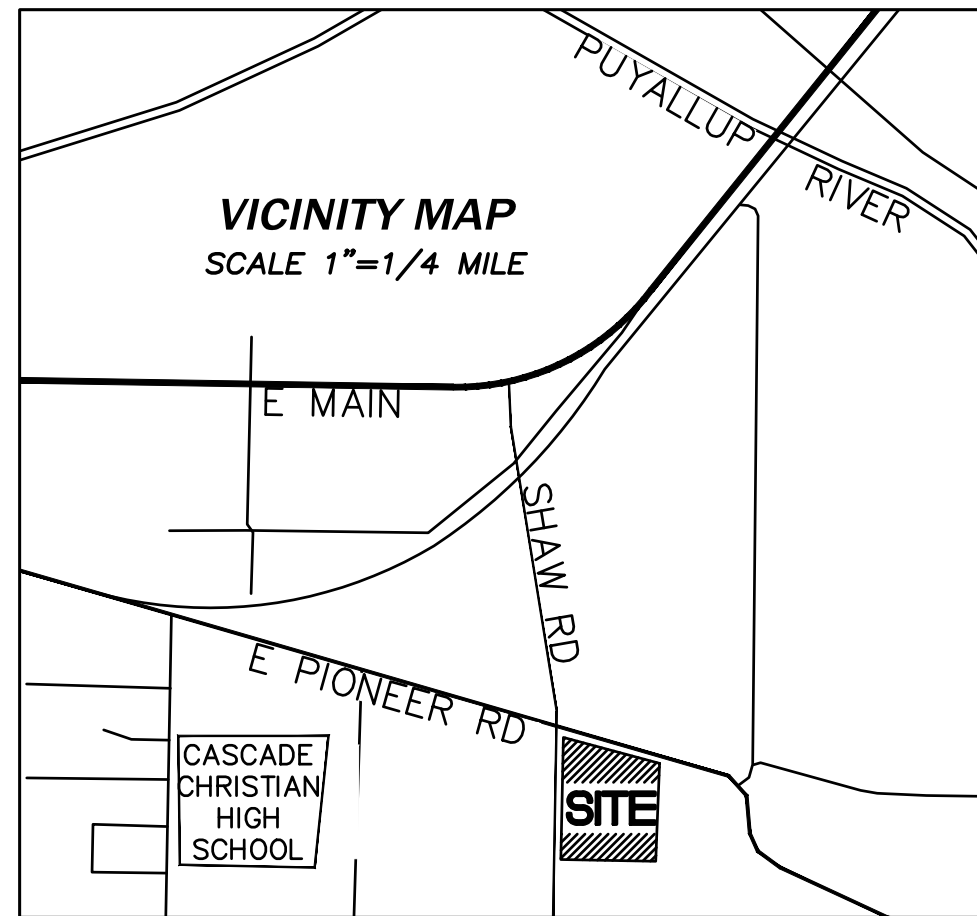 PUYALLUP
RIVER
VICINITY MAP
SCALE 1"=1/4 MILE
E MAIN
SHAW RD
E PIONEER RD
CASCADE
CHRISTIAN
HIGH
SCHOOL
SITE